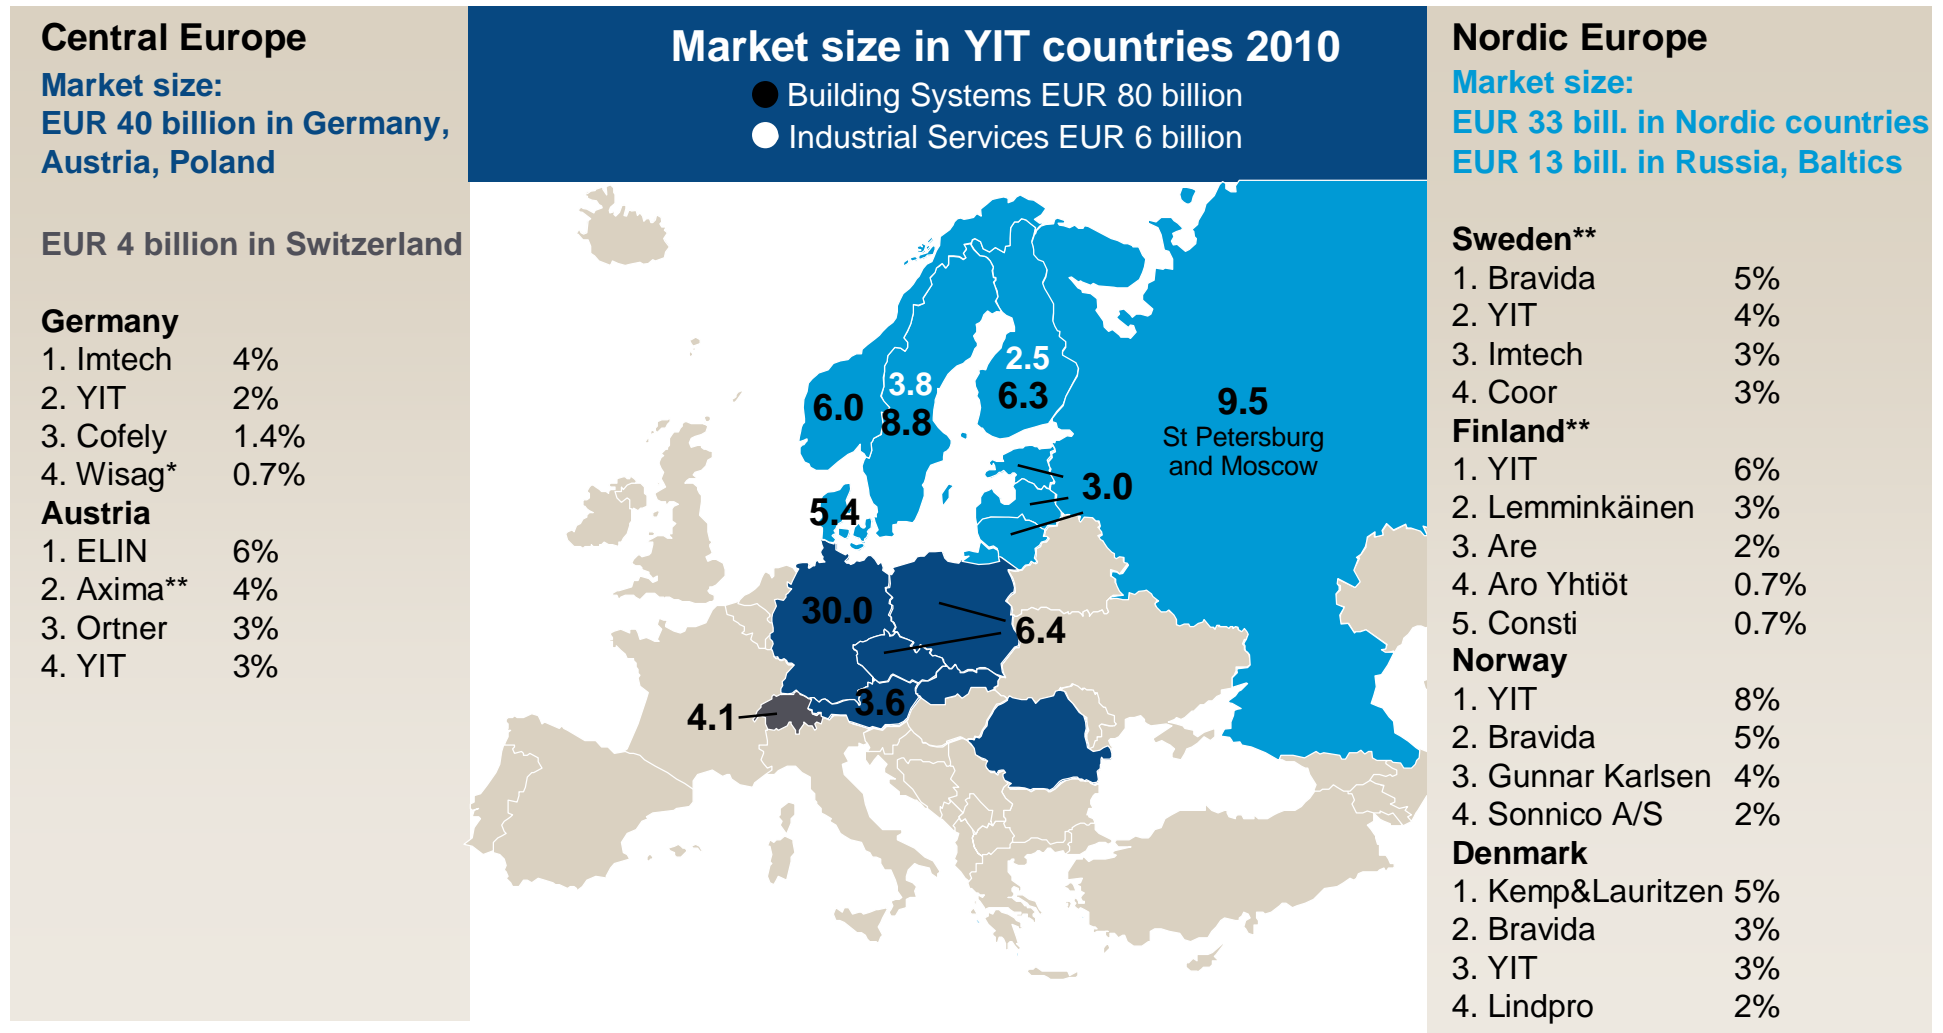 Central Europe
Market size:
EUR 40 billion in Germany,
Austria, Poland
EUR 4 billion in Switzerland
Germany
1. Imtech 4%
2. YIT 2%
3. Cofely 1.4%
4. Wisag* 0.7%
Austria
1. ELIN 6%
2. Axima** 4%
3. Ortner 3%
4. YIT 3%
Market size in YIT countries 2010
Building Systems EUR 80 billion
Industrial Services EUR 6 billion
2.5
3.8
6.3
6.0
8.8
9.5
St Petersburg
and Moscow
3.0
5.4
30.0
6.4
3.6
4.1
Nordic Europe
Market size:
EUR 33 bill. in Nordic countries
EUR 13 bill. in Russia, Baltics
Sweden**
1. Bravida 5%
2. YIT 4%
3. Imtech 3%
4. Coor 3%
Finland**
1. YIT 6%
2. Lemminkäinen 3%
3. Are 2%
4. Aro Yhtiöt 0.7%
5. Consti 0.7%
Norway
1. YIT 8%
2. Bravida 5%
3. Gunnar Karlsen 4%
4. Sonnico A/S 2%
Denmark
1. Kemp&Lauritzen 5%
2. Bravida 3%
3. YIT 3%
4. Lindpro 2%